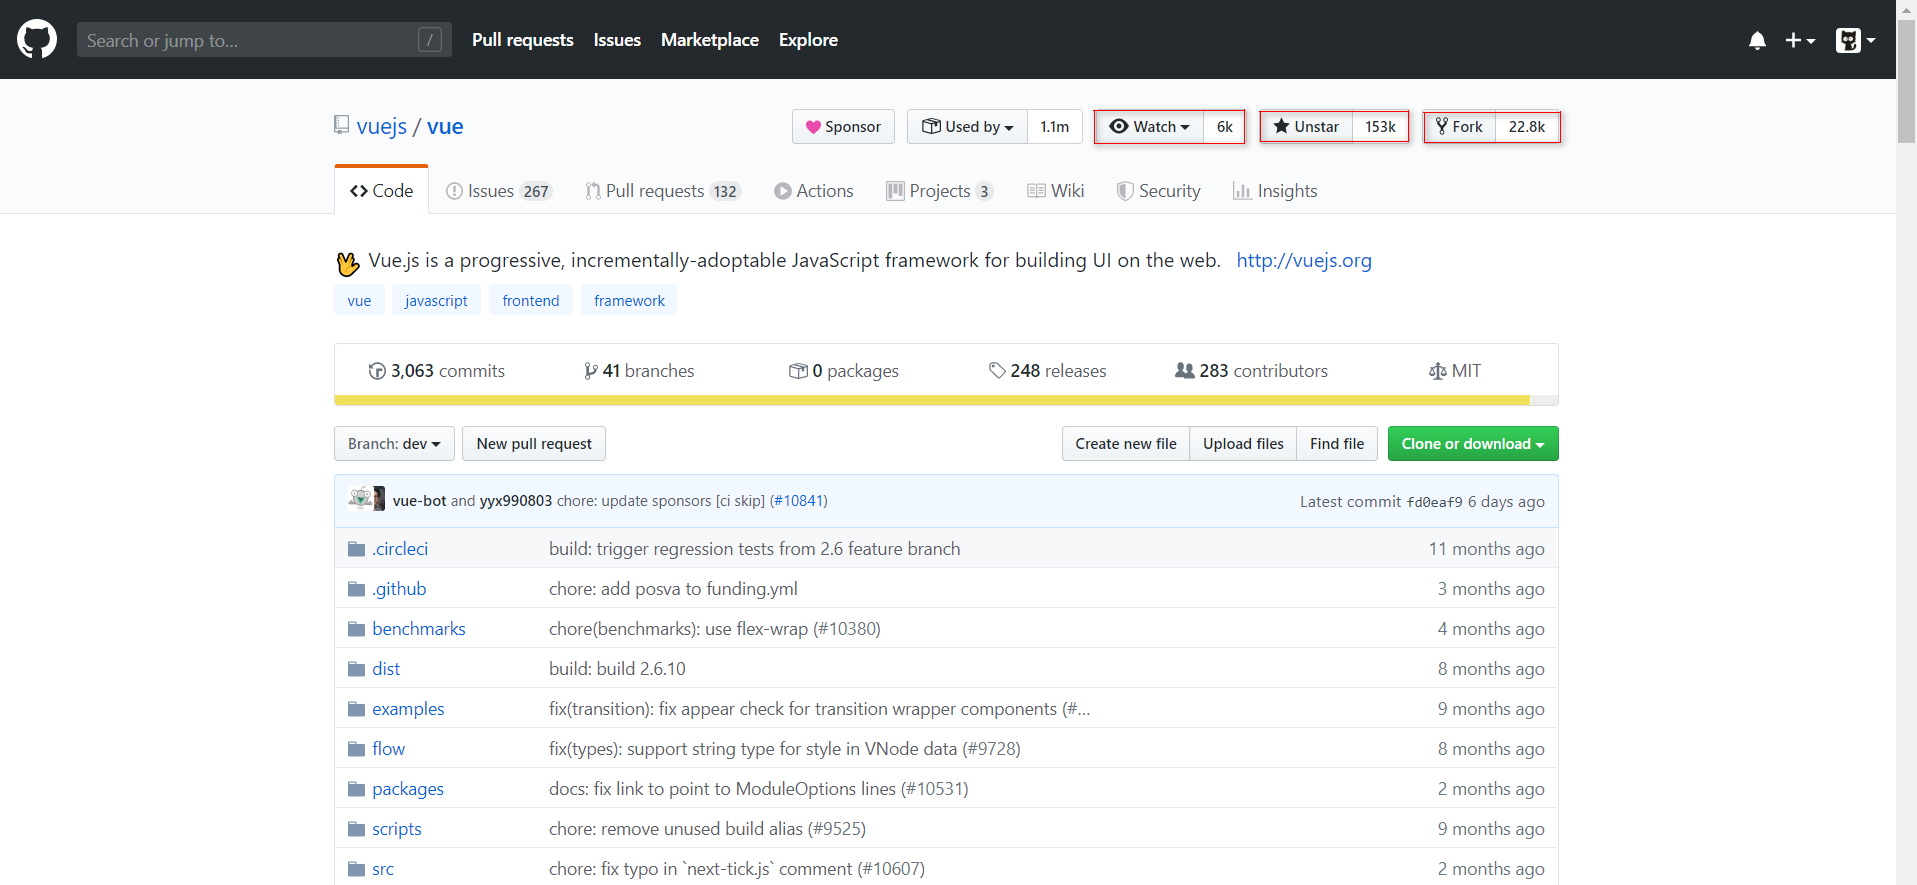 Search or jump to... / Pull requests Issues Marketplace Explore
vuejs / vue Sponsor Used by 1.1m Watch 6k Unstar 153k Fork 22.8k
Code Issues 267 Pull requests 132 Actions Projects 3 Wiki Security Insights
Vue.js is a progressive, incrementally-adoptable JavaScript framework for building UI on the web. http://vuejs.org
vue javascript frontend framework
3,063 commits 41 branches 0 packages 248 releases 283 contributors MIT
Branch: dev New pull request Create new file Upload files Find file Clone or download
vue-bot and yyx990803 chore: update sponsors [ci skip] (#10841) Latest commit fd0eaf9 6 days ago
.circleci build: trigger regression tests from 2.6 feature branch 11 months ago
.github chore: add posva to funding.yml 3 months ago
benchmarks chore(benchmarks): use flex-wrap (#10380) 4 months ago
dist build: build 2.6.10 8 months ago
examples fix(transition): fix appear check for transition wrapper components (#... 9 months ago
flow fix(types): support string type for style in VNode data (#9728) 8 months ago
packages docs: fix link to point to ModuleOptions lines (#10531) 2 months ago
scripts chore: remove unused build alias (#9525) 9 months ago
src chore: fix typo in `next-tick.js` comment (#10607) 2 months ago